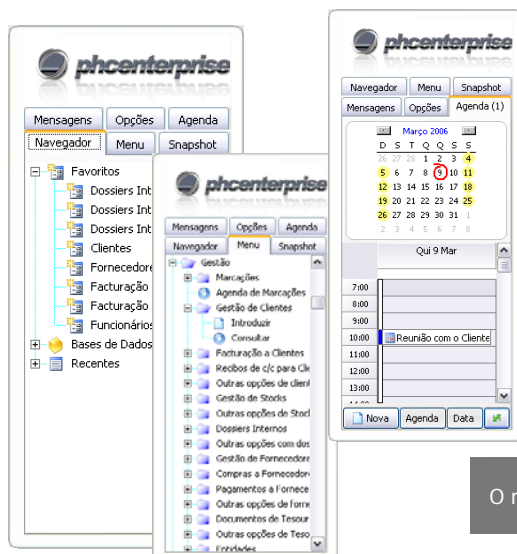 phcenterprise
Mensagens Opções Agenda
Navegador Menu Snapshot
Favoritos
Dossiers Int
Dossiers Int
Dossiers Int
Clientes
Fornecedore
Facturação
Facturação
Funcionários
Bases de Dados
Recentes
phcenterprise
Mensagens Opções Agenda
Navegador Menu Snapshot
Gestão
Marcações
Agenda de Marcações
Gestão de Clientes
Introduzir
Consultar
Facturação a Clientes
Recibos de c/c para Clie
Outras opções de client
Gestão de Stocks
Outras opções de Stocl
Dossiers Internos
Outras opções com dos
Gestão de Fornecedore
Compras a Fornecedor
Pagamentos a Fornece
Outras opções de forne
Documentos de Tesour
Outras opções de Teso
Entidades
phcenterprise
Navegador Menu Snapshot
Mensagens Opções Agenda (1)
Março 2006
D S T Q Q S S
26 27 28 1 2 3 4
5 6 7 8 9 10 11
12 13 14 15 16 17 18
19 20 21 22 23 24 25
26 27 28 29 30 31 1
2 3 4 5 6 7 8
Qui 9 Mar
7:00
8:00
9:00
10:00 Reunião com o Cliente
11:00
12:00
13:00
14:00
Nova Agenda Data
O